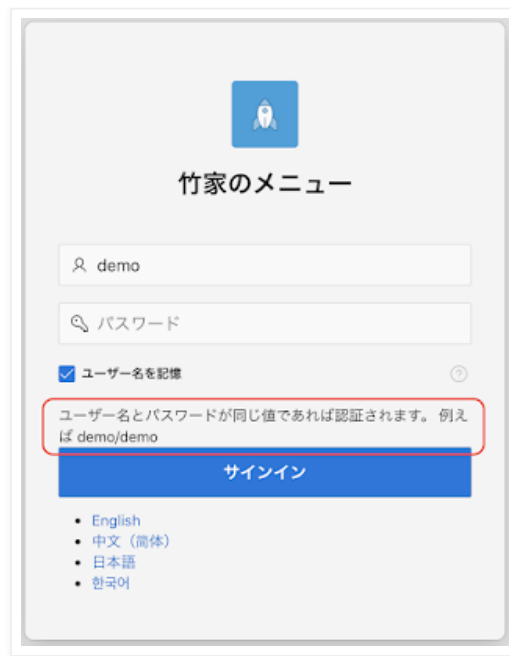 竹家のメニュー
demo
パスワード
ユーザー名を記憶
ユーザー名とパスワードが同じ値であれば認証されます。 例え
ば demo/demo
サインイン
English
中文（简体）
日本語
한국어